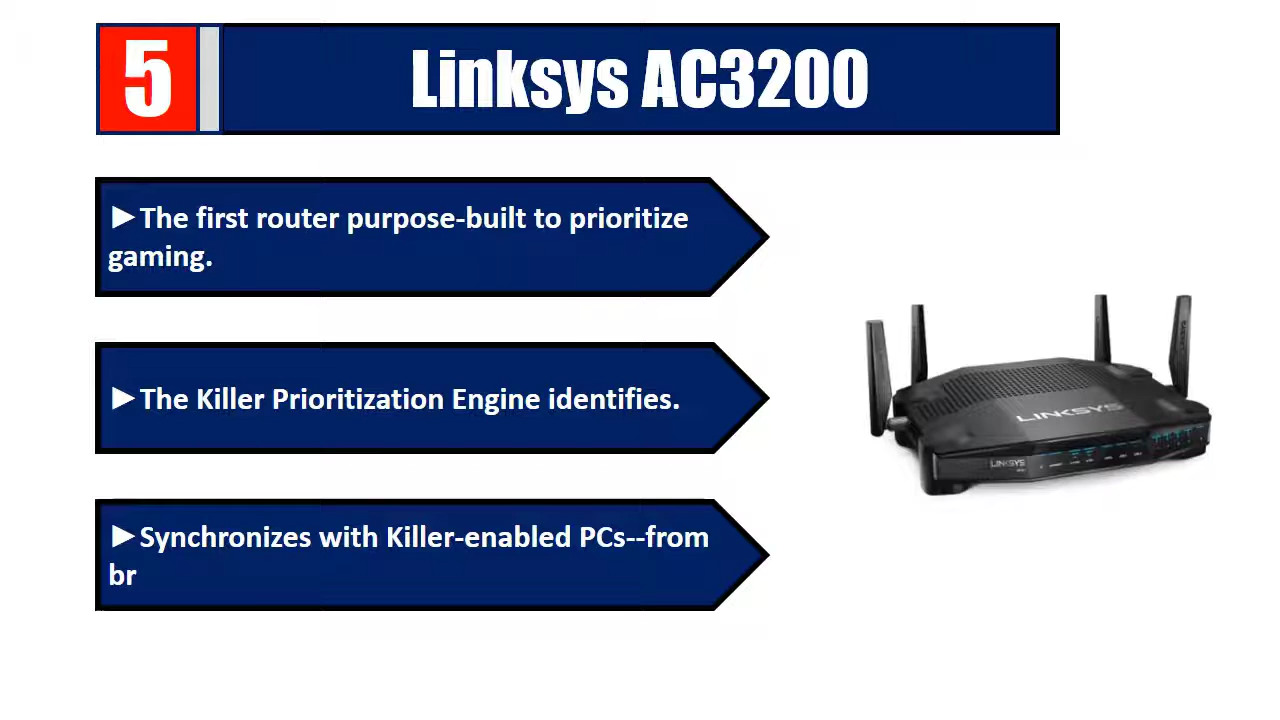 5
Linksys AC3200
►The first router purpose-built to prioritize
gaming.
►The Killer Prioritization Engine identifies.
►Synchronizes with Killer-enabled PCs--from
br
LINKSYS
LINKSYS